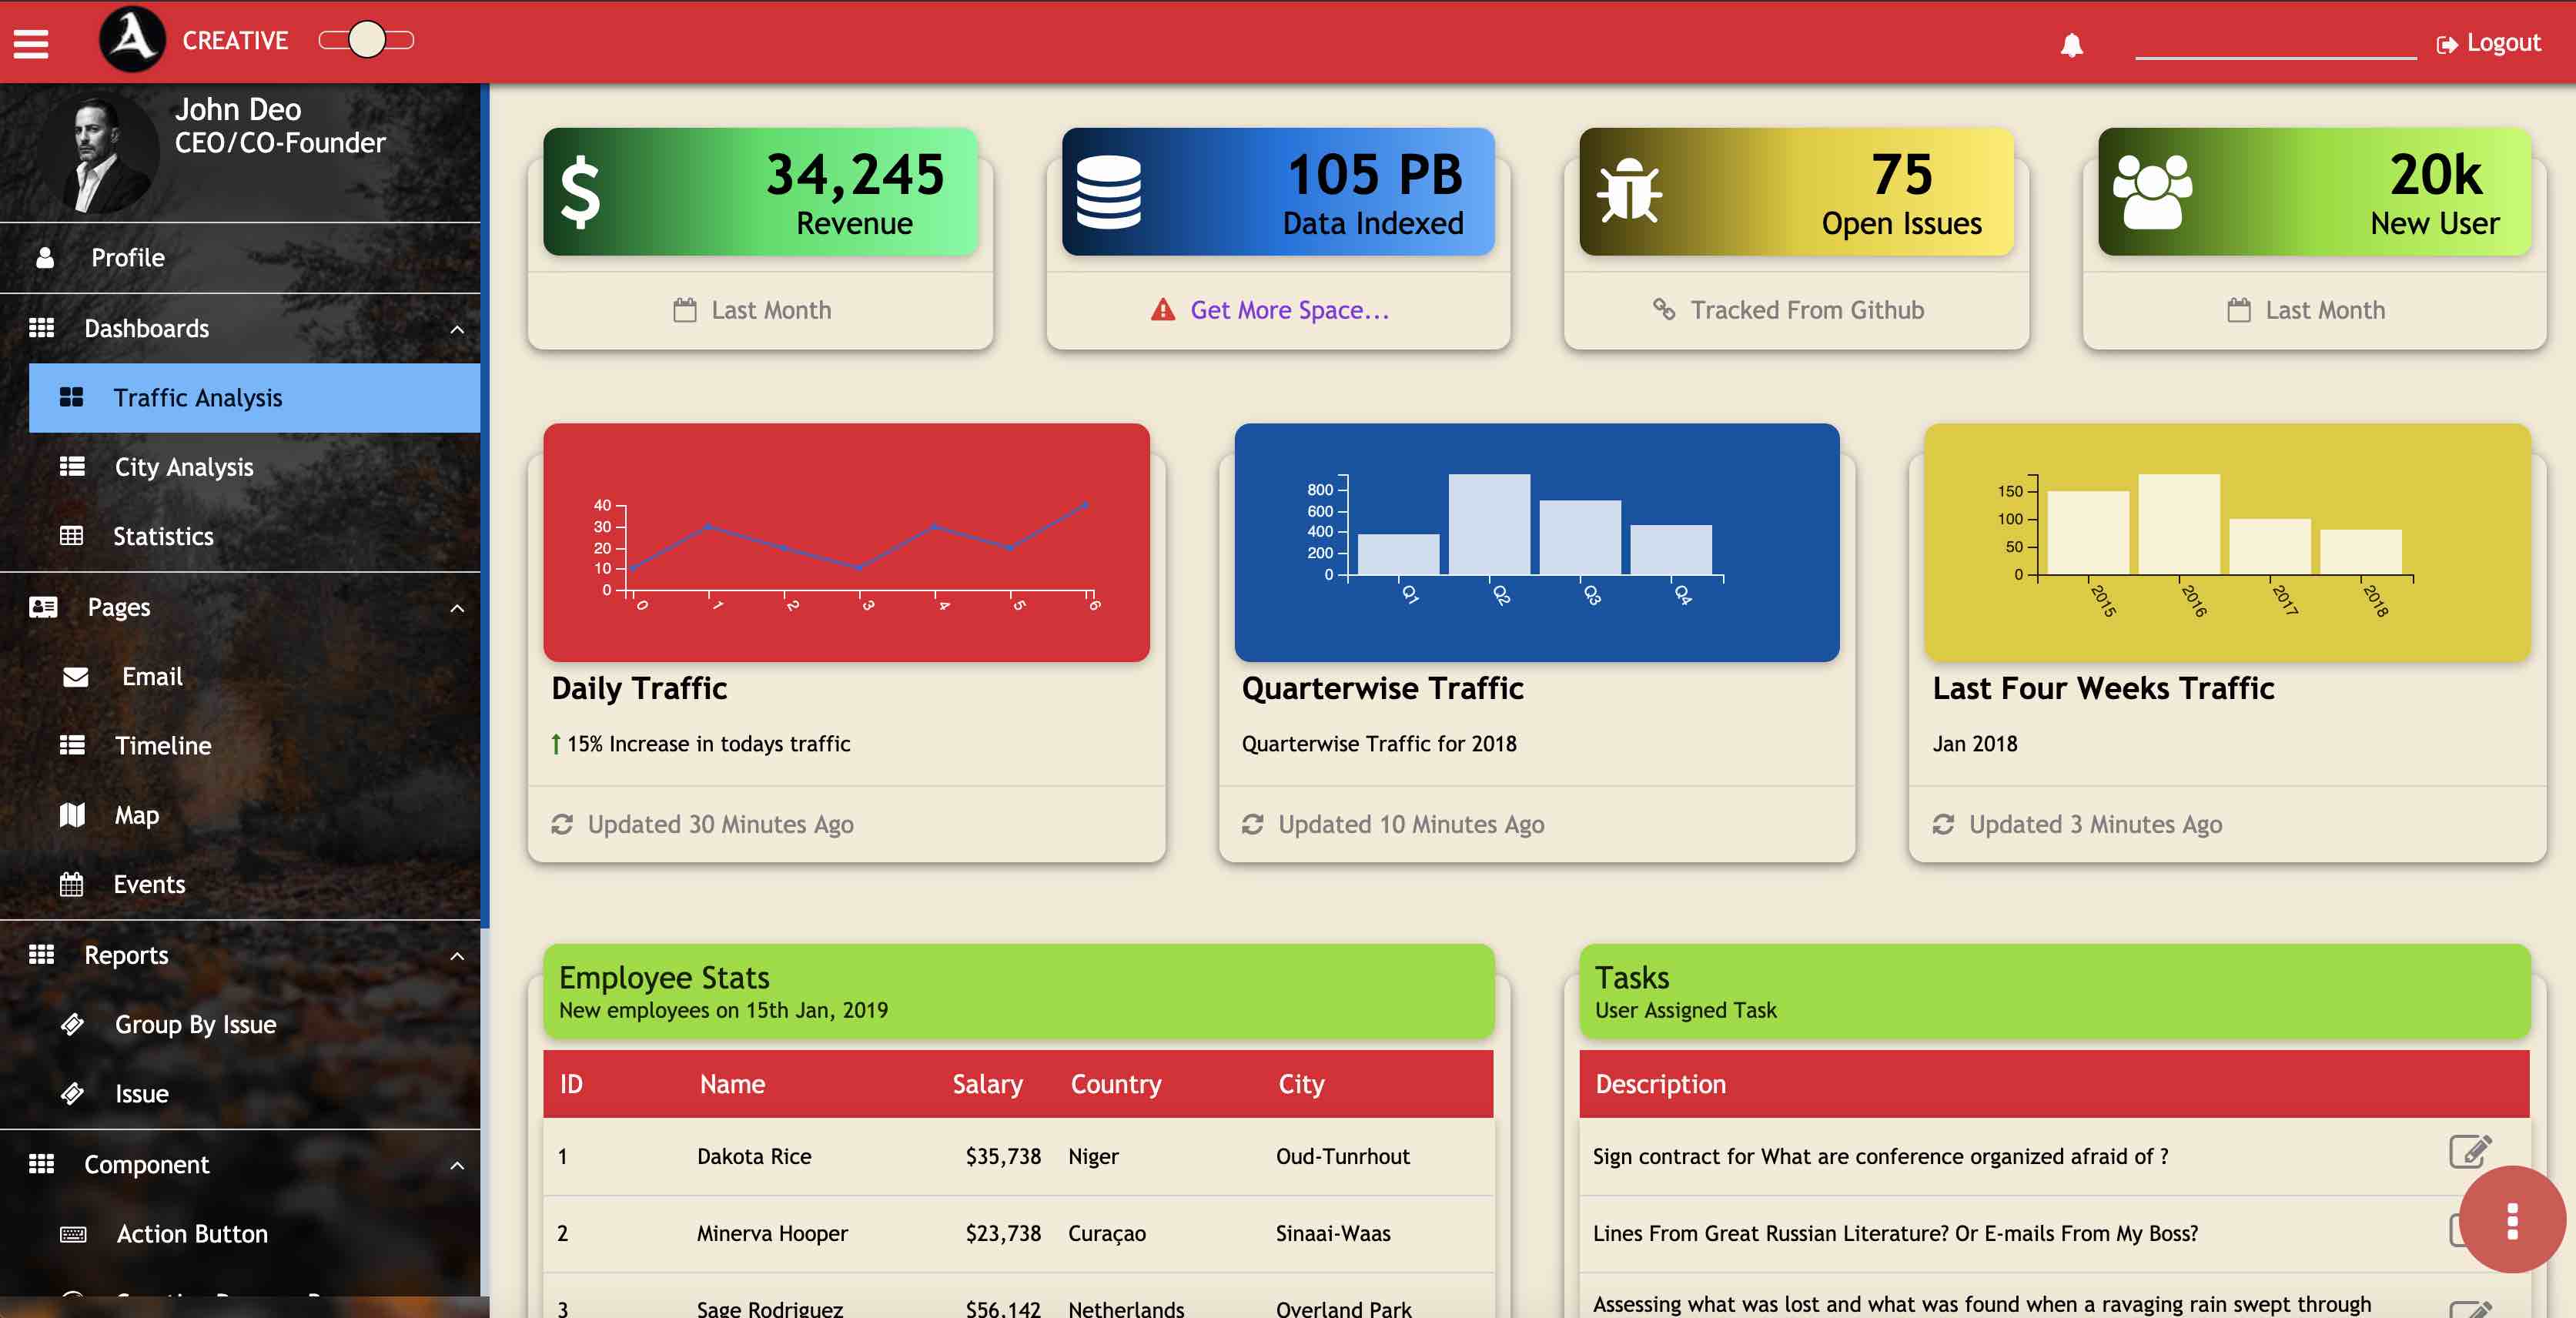 CREATIVE
Logout
John Deo
CEO/CO-Founder
Profile
Dashboards
Traffic Analysis
City Analysis
Statistics
Pages
Email
Timeline
Map
Events
Reports
Group By Issue
Issue
Component
Action Button
34,245
Revenue
Last Month
105 PB
Data Indexed
Get More Space...
75
Open Issues
Tracked From Github
20k
New User
Last Month
40
30
20
10
0
0 1 2 3 4 5 6
Daily Traffic
15% Increase in todays traffic
Updated 30 Minutes Ago
800
600
400
200
0
Q1 Q2 Q3 Q4
Quarterwise Traffic
Quarterwise Traffic for 2018
Updated 10 Minutes Ago
150
100
50
0
2015 2016 2017 2018
Last Four Weeks Traffic
Jan 2018
Updated 3 Minutes Ago
Employee Stats
New employees on 15th Jan, 2019
ID Name Salary Country City
1 Dakota Rice $35,738 Niger Oud-Tunrhout
2 Minerva Hooper $23,738 Curaçao Sinaai-Waas
3 Sage Rodriguez $56,142 Netherlands Overland Park
Tasks
User Assigned Task
Description
Sign contract for What are conference organized afraid of ?
Lines From Great Russian Literature? Or E-mails From My Boss?
Assessing what was lost and what was found when a ravaging rain swept through